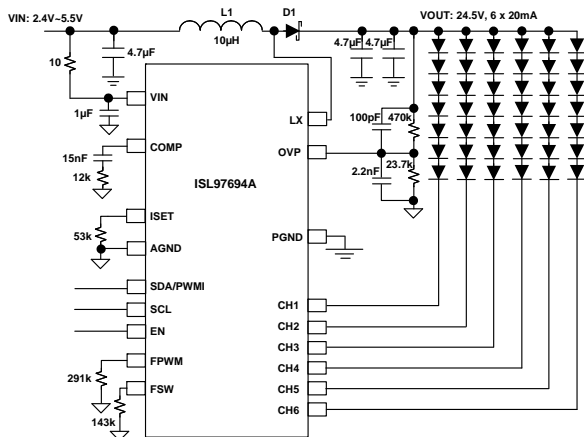 VIN: 2.4V~5.5V
L1
D1
VOUT: 24.5V, 6 x 20mA
10µH
4.7µF
4.7µF 4.7µF
10
1µF
VIN
LX
100pF
470k
COMP
15nF
12k
OVP
23.7k
2.2nF
ISL97694A
ISET
53k
AGND
PGND
SDA/PWMI
SCL
EN
CH1
CH2
CH3
CH4
CH5
CH6
FPWM
291k
FSW
143k